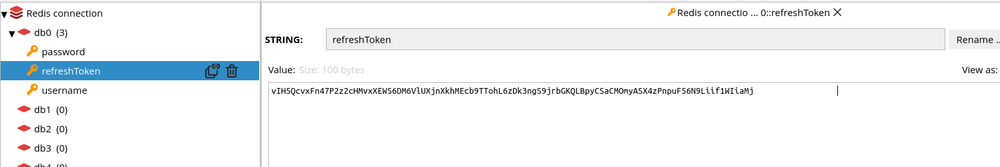 Redis connection
Redis connectio ... 0::refreshToken
db0 (3)
STRING:
refreshToken
Rename ..
password
refreshToken
Value: Size: 100 bytes
View as:
username
vIH5QcvxFn47P2z2cHMvxXEWS6DM6VlUXjnXkhMEcb9TTohL6zDk3ngS9jrbGKQLBpyCSaCMOmyASX4zPnpuF56N9Liif1WIiaMj
db1 (0)
db2 (0)
db3 (0)
db4 (0)